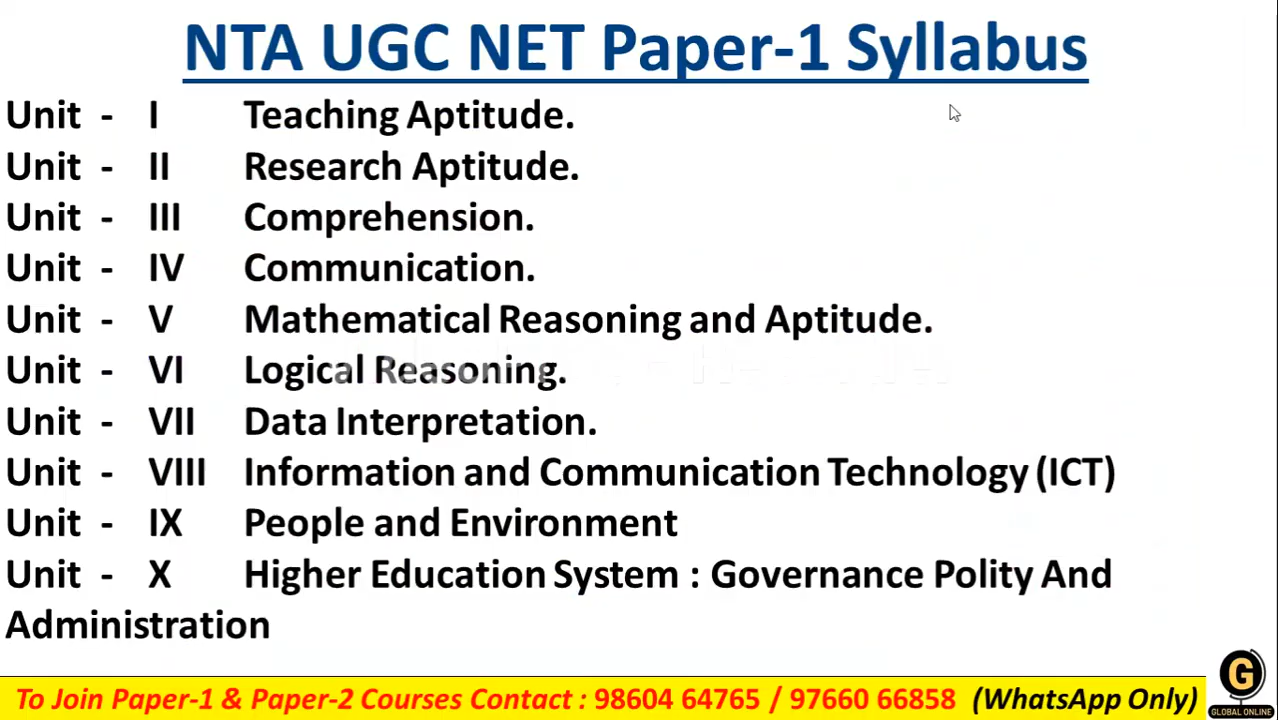 NTA UGC NET Paper-1 Syllabus
Unit - I Teaching Aptitude.
Unit - II Research Aptitude.
Unit - III Comprehension.
Unit - IV Communication.
Unit - V Mathematical Reasoning and Aptitude.
Unit - VI Logical Reasoning.
Unit - VII Data Interpretation.
Unit - VIII Information and Communication Technology (ICT)
Unit - IX People and Environment
Unit - X Higher Education System : Governance Polity And
Administration
To Join Paper-1 & Paper-2 Courses Contact : 98604 64765 / 97660 66858 (WhatsApp Only)
G
GLOBAL ONLINE